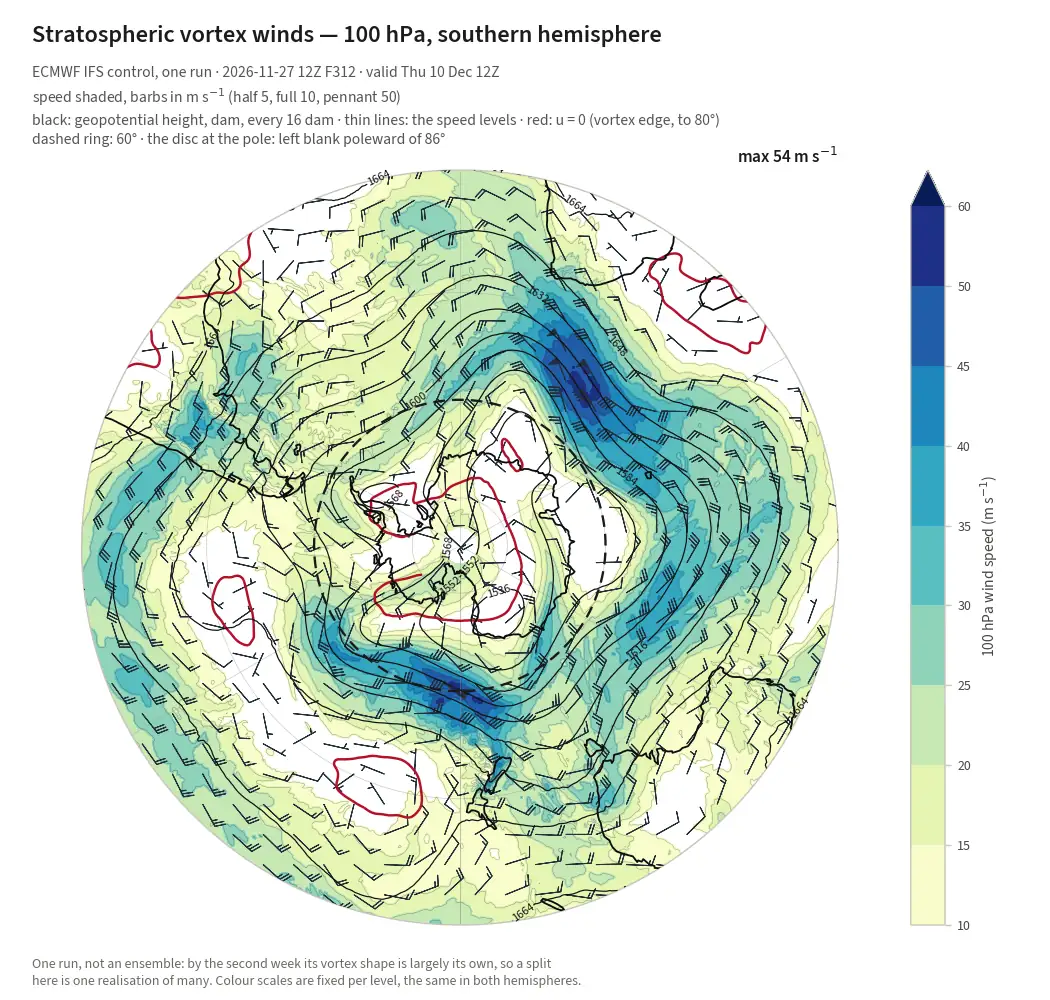 Stratospheric vortex winds — 100 hPa, southern hemisphere
ECMWF IFS control, one run · 2026-11-27 12Z F312 · valid Thu 10 Dec 12Z
speed shaded, barbs in m s⁻¹ (half 5, full 10, pennant 50)
black: geopotential height, dam, every 16 dam · thin lines: the speed levels · red: u = 0 (vortex edge, to 80°)
dashed ring: 60° · the disc at the pole: left blank poleward of 86°
max 54 m s⁻¹
1664
1664
1648
1600
1584
1568
1568
1536
1616
1664
1664
60
50
45
40
35
30
25
20
15
10
100 hPa wind speed (m s⁻¹)
One run, not an ensemble: by the second week its vortex shape is largely its own, so a split
here is one realisation of many. Colour scales are fixed per level, the same in both hemispheres.